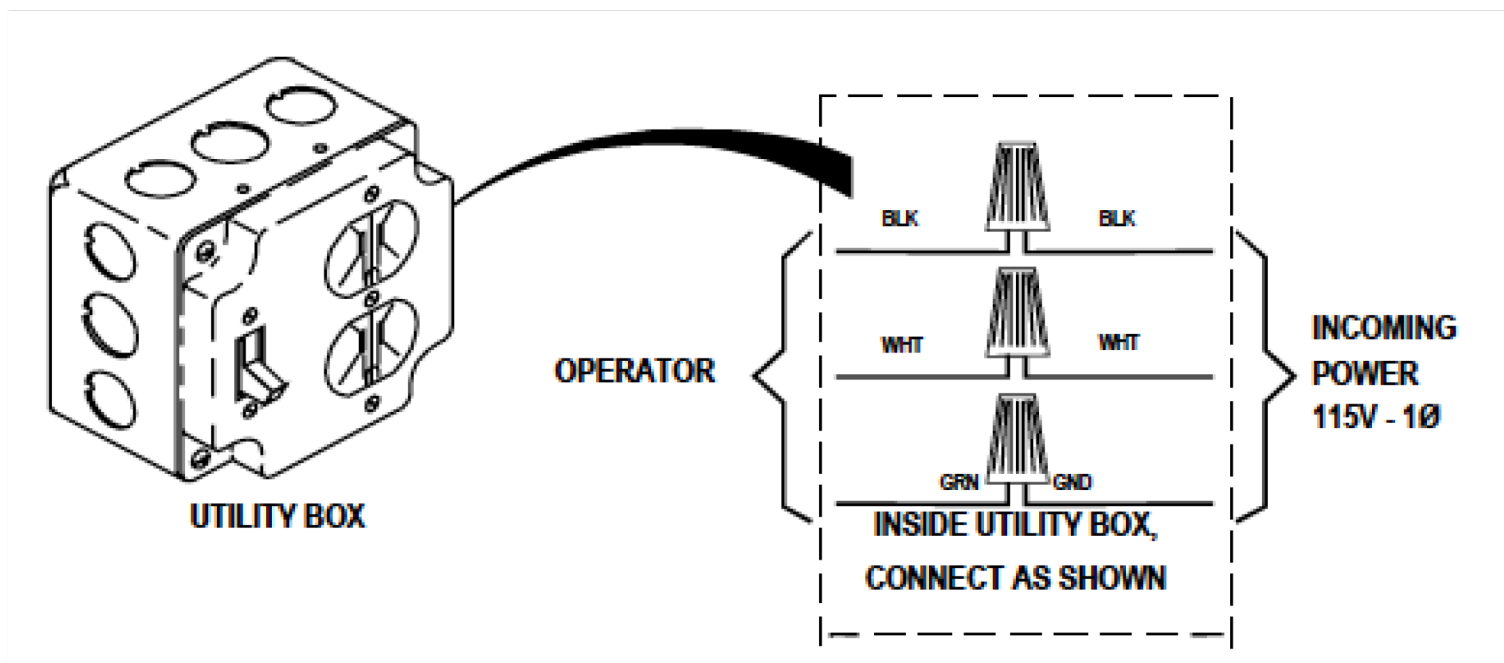 UTILITY BOX
OPERATOR
BLK BLK
WHT WHT
GRN GND
INSIDE UTILITY BOX,
CONNECT AS SHOWN
INCOMING
POWER
115V - 1Ø